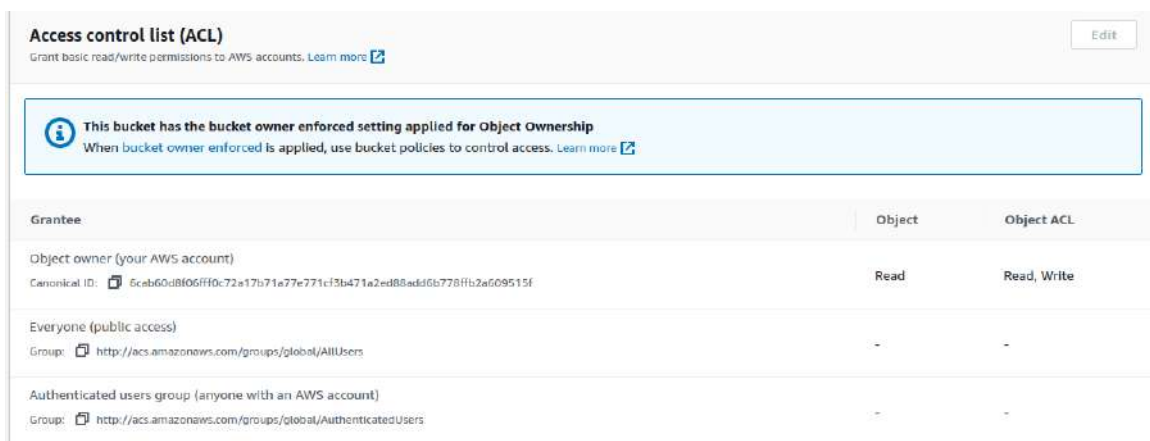 Access control list (ACL)
Edit
Grant basic read/write permissions to AWS accounts. Learn more
This bucket has the bucket owner enforced setting applied for Object Ownership
When bucket owner enforced is applied, use bucket policies to control access. Learn more
Grantee Object Object ACL
Object owner (your AWS account)
Canonical ID: 6cab60d8f06fff0c72a17b71a77e771cf3b471a2ed88add6b778ffb2a609515f
Read Read, Write
Everyone (public access)
Group: http://acs.amazonaws.com/groups/global/AllUsers
- -
Authenticated users group (anyone with an AWS account)
Group: http://acs.amazonaws.com/groups/global/AuthenticatedUsers
- -